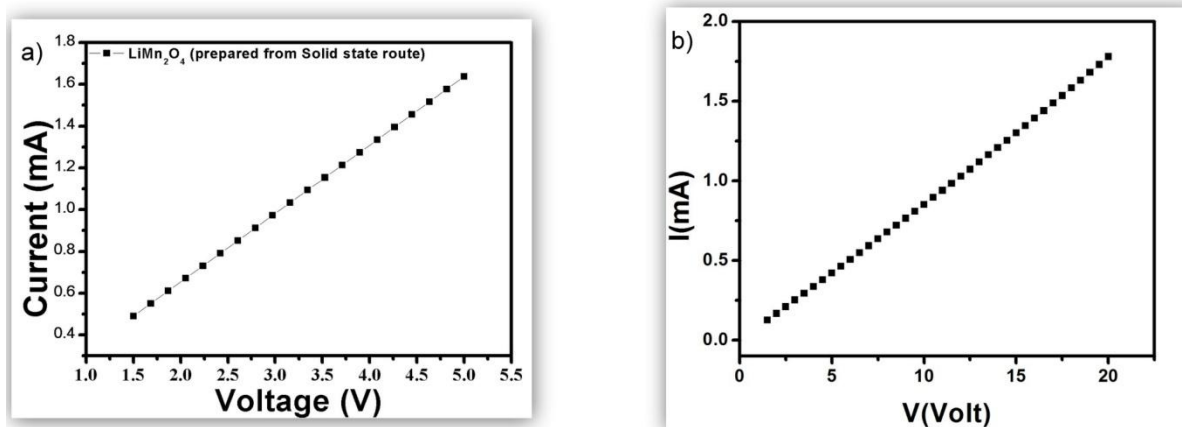 a)
LiMn2O4 (prepared from Solid state route)
1.8
1.6
1.4
1.2
1.0
0.8
0.6
0.4
Current (mA)
1.0 1.5 2.0 2.5 3.0 3.5 4.0 4.5 5.0 5.5
Voltage (V)
b)
2.0
1.5
1.0
0.5
0.0
I(mA)
0 5 10 15 20
V(Volt)